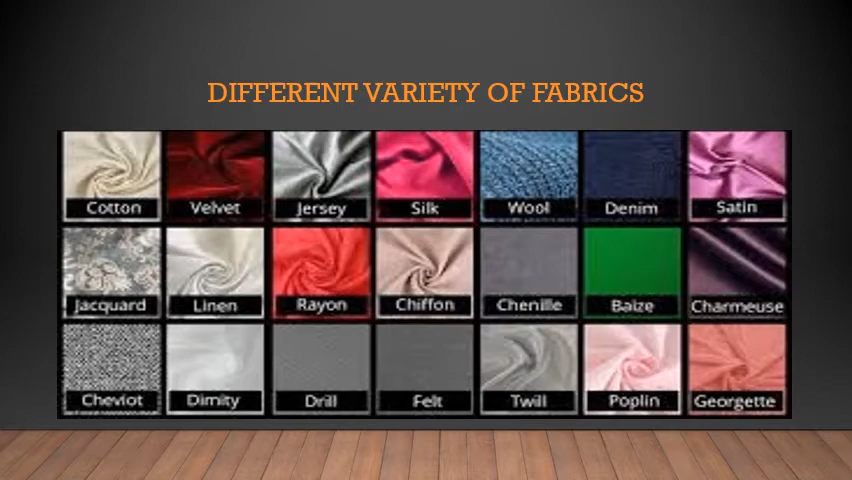 DIFFERENT VARIETY OF FABRICS
Cotton Velvet Jersey Silk Wool Denim Satin
Jacquard Linen Rayon Chiffon Chenille Baize Charmeuse
Cheviot Dimity Drill Felt Twill Poplin Georgette